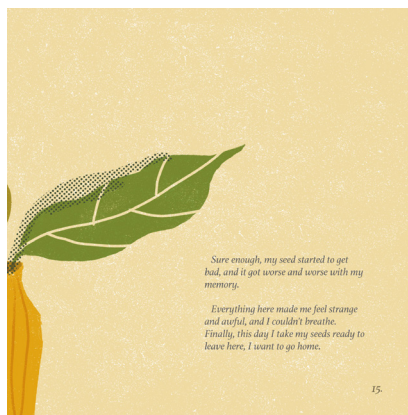 Sure enough, my seed started to get
bad, and it got worse and worse with my
memory.
Everything here made me feel strange
and awful, and I couldn't breathe.
Finally, this day I take my seeds ready to
leave here, I want to go home.
15.